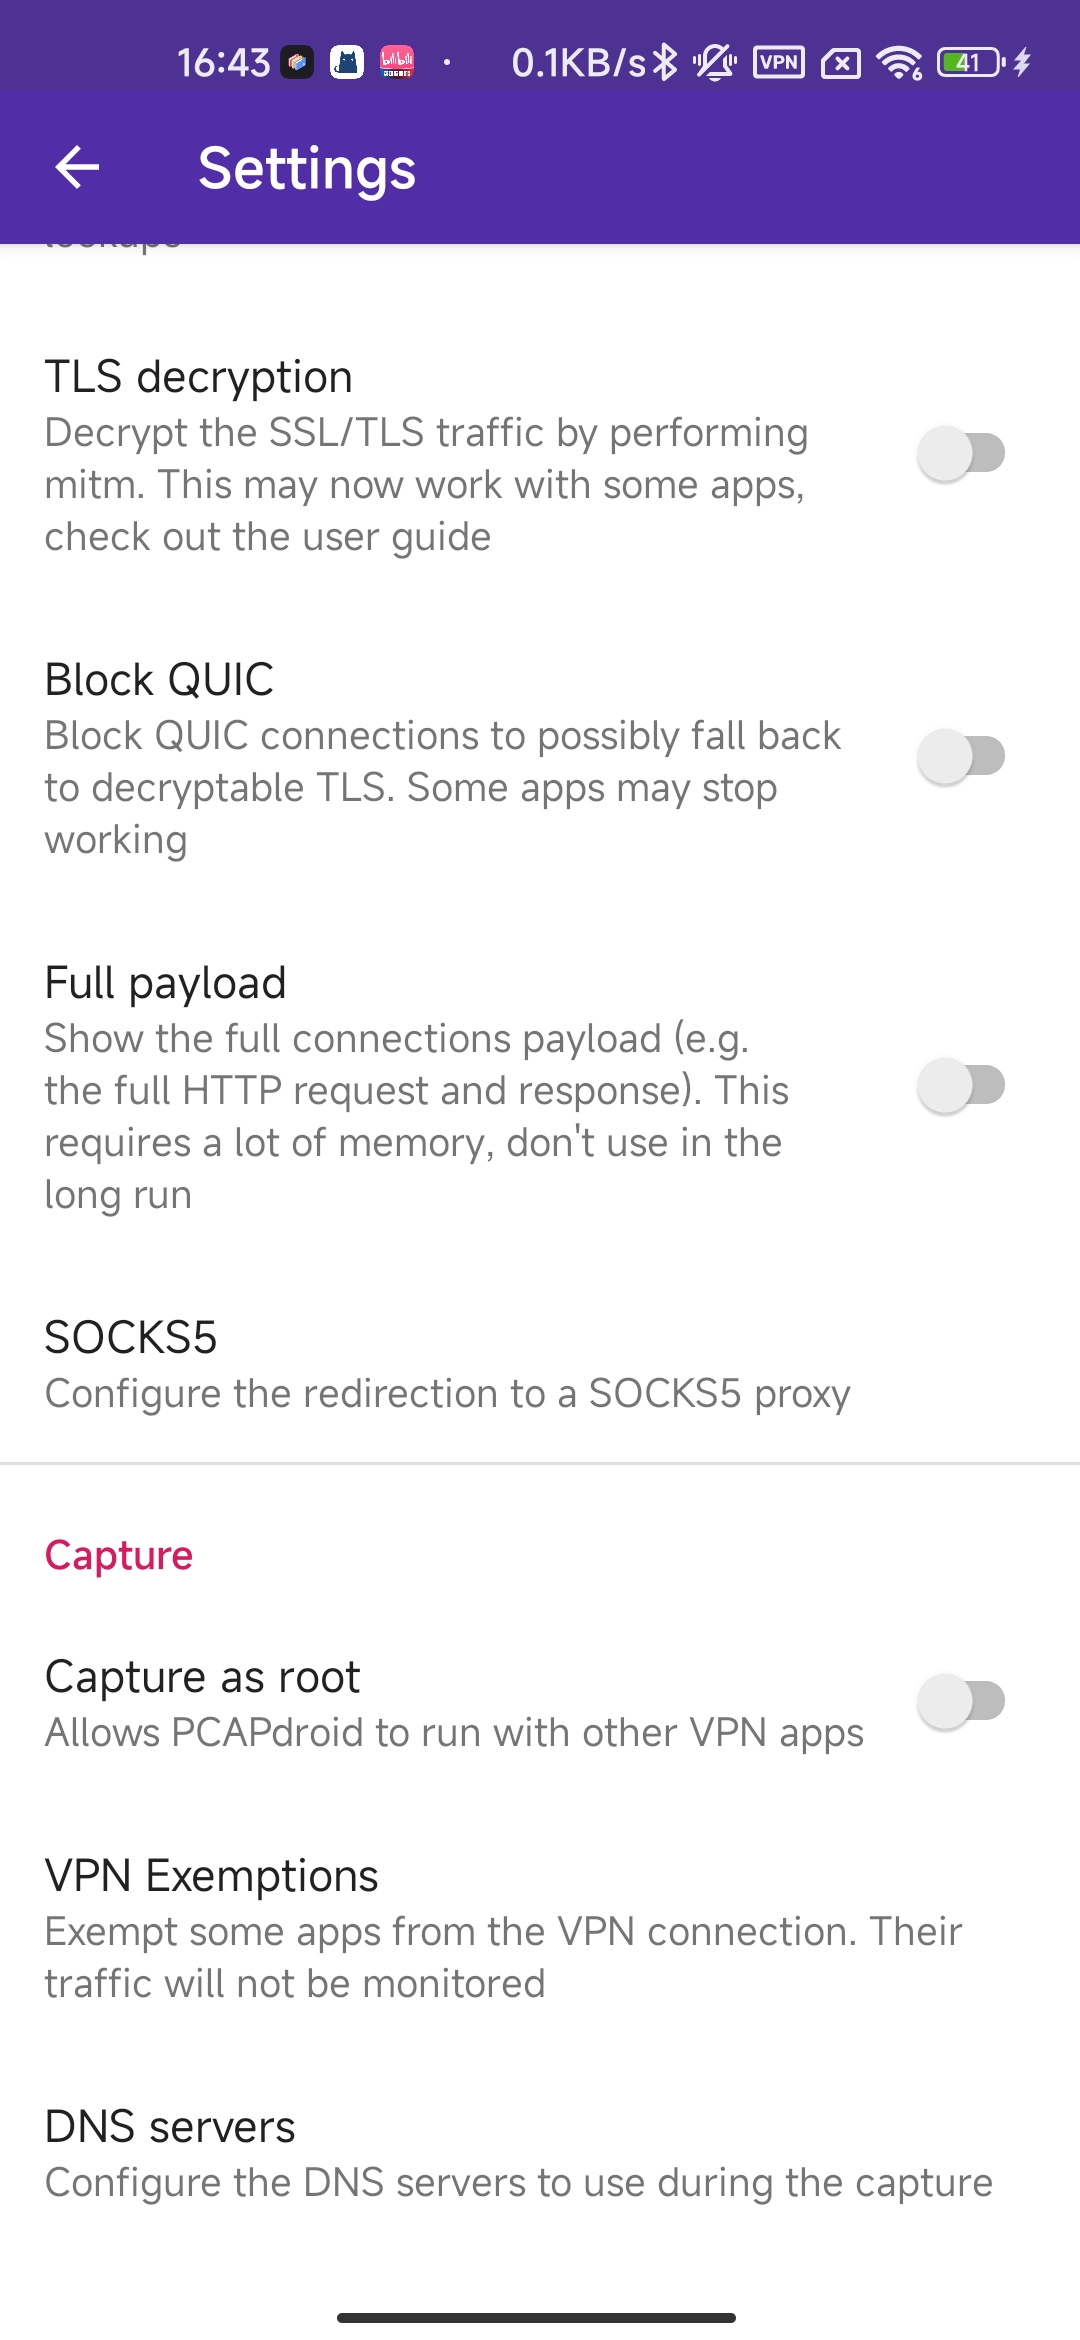 16:43 0.1KB/s VPN 6 41
Settings
TLS decryption
Decrypt the SSL/TLS traffic by performing
mitm. This may now work with some apps,
check out the user guide
Block QUIC
Block QUIC connections to possibly fall back
to decryptable TLS. Some apps may stop
working
Full payload
Show the full connections payload (e.g.
the full HTTP request and response). This
requires a lot of memory, don't use in the
long run
SOCKS5
Configure the redirection to a SOCKS5 proxy
Capture
Capture as root
Allows PCAPdroid to run with other VPN apps
VPN Exemptions
Exempt some apps from the VPN connection. Their
traffic will not be monitored
DNS servers
Configure the DNS servers to use during the capture